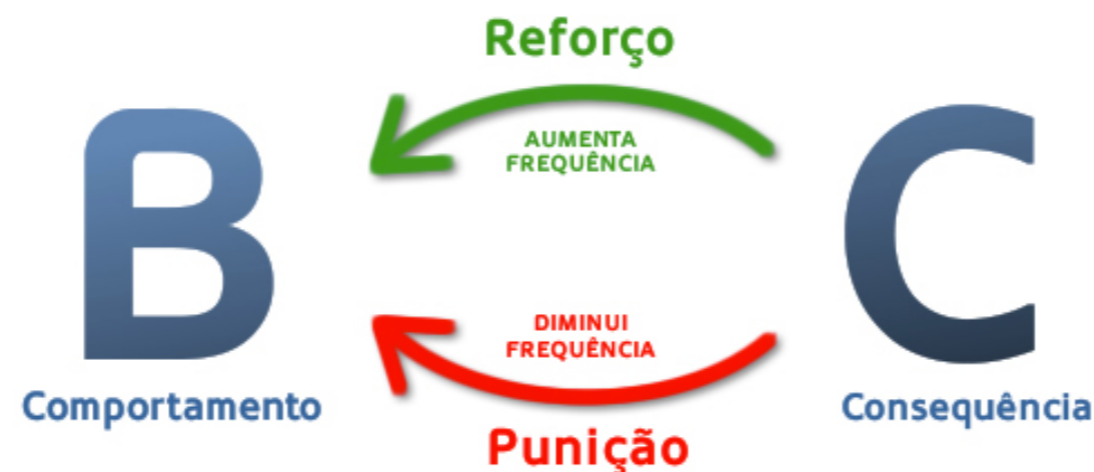 Reforço
AUMENTA
FREQUÊNCIA
B
C
DIMINUI
FREQUÊNCIA
Comportamento
Consequência
Punição